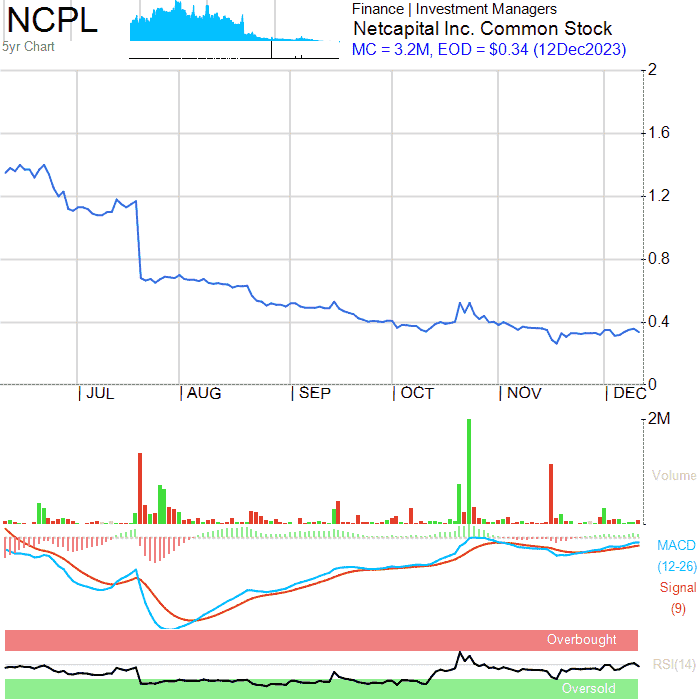 NCPL
5yr Chart
Finance | Investment Managers
Netcapital Inc. Common Stock
MC = 3.2M, EOD = $0.34 (12Dec2023)
2
1.6
1.2
0.8
0.4
0
| JUL | AUG | SEP | OCT | NOV | DEC
2M
Volume
MACD
(12-26)
Signal
(9)
Overbought
RSI(14)
Oversold